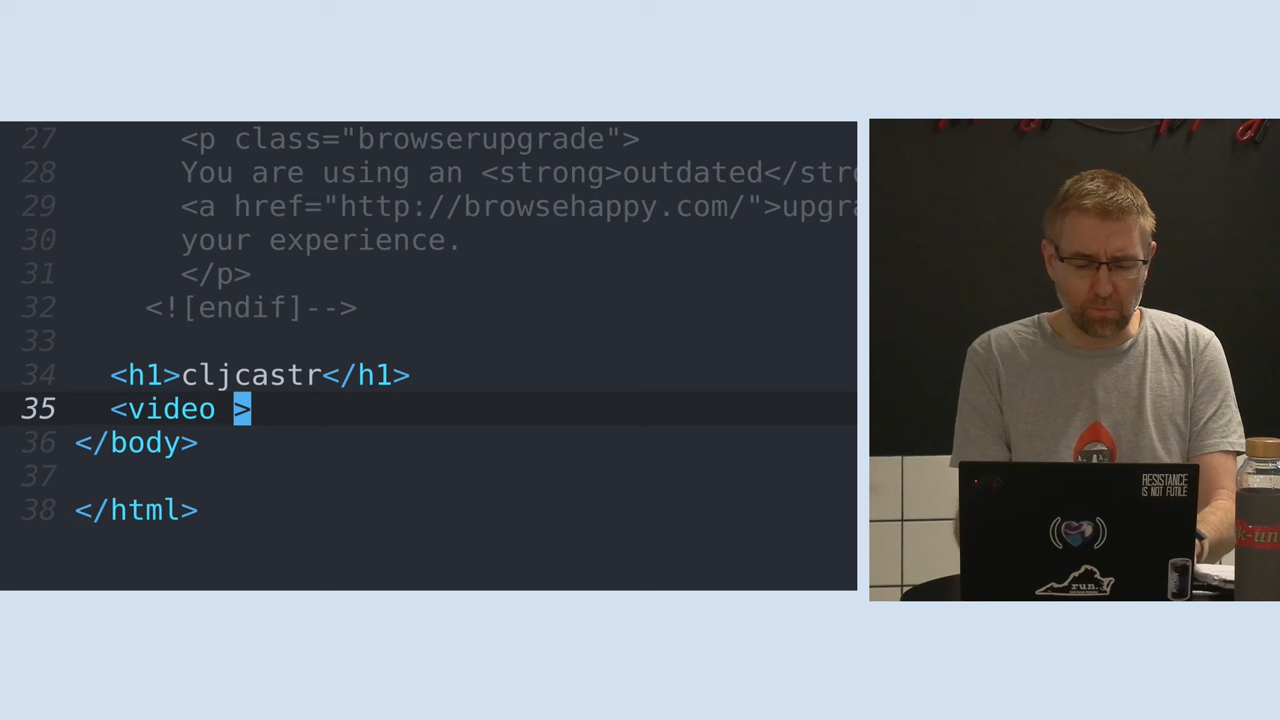 27 <p class="browserupgrade">
28 You are using an <strong>outdated</stro
29 <a href="http://browsehappy.com/">upgra
30 your experience.
31 </p>
32 <![endif]-->
33
34 <h1>cljcastr</h1>
35 <video >
36 </body>
37
38 </html>
RESISTANCE
IS NOT FUTILE
run.
k-un